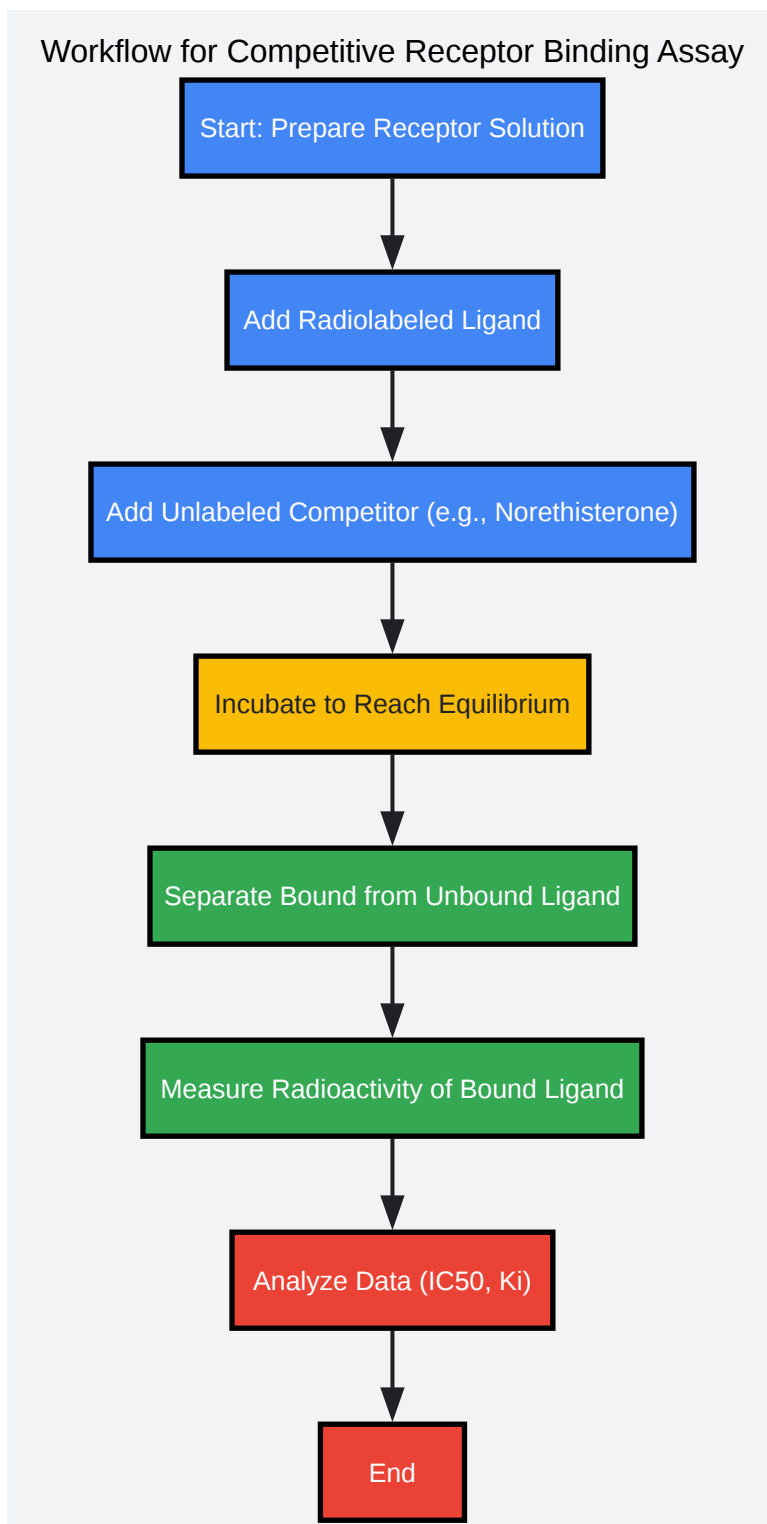 Workflow for Competitive Receptor Binding Assay
Start: Prepare Receptor Solution
Add Radiolabeled Ligand
Add Unlabeled Competitor (e.g., Norethisterone)
Incubate to Reach Equilibrium
Separate Bound from Unbound Ligand
Measure Radioactivity of Bound Ligand
Analyze Data (IC50, Ki)
End